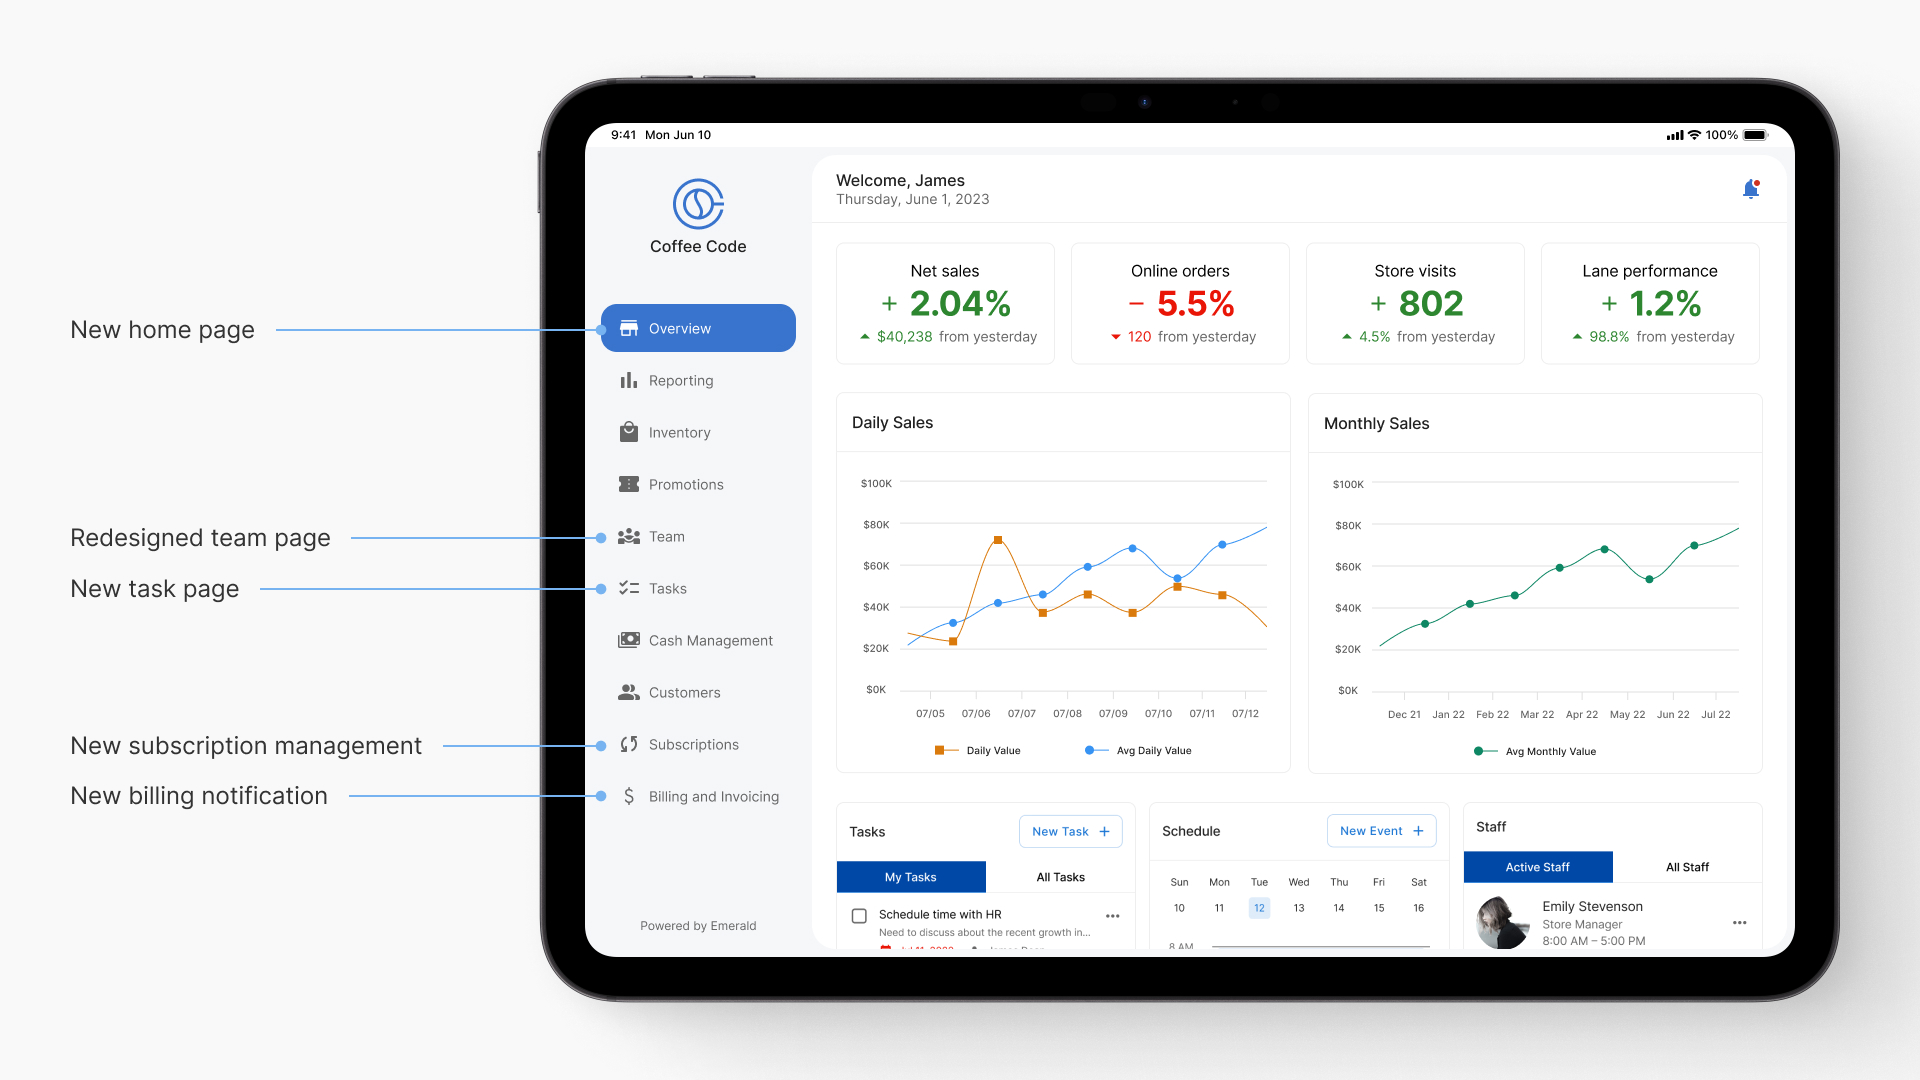 9:41 Mon Jun 10
100%
Coffee Code
Welcome, James
Thursday, June 1, 2023
New home page
Redesigned team page
New task page
New subscription management
New billing notification
Overview
Reporting
Inventory
Promotions
Team
Tasks
Cash Management
Customers
Subscriptions
Billing and Invoicing
Powered by Emerald
Net sales
+ 2.04%
$40,238 from yesterday
Online orders
− 5.5%
120 from yesterday
Store visits
+ 802
4.5% from yesterday
Lane performance
+ 1.2%
98.8% from yesterday
Daily Sales
$100K
$80K
$60K
$40K
$20K
$0K
07/05 07/06 07/07 07/08 07/09 07/10 07/11 07/12
Daily Value Avg Daily Value
Monthly Sales
$100K
$80K
$60K
$40K
$20K
$0K
Dec 21 Jan 22 Feb 22 Mar 22 Apr 22 May 22 Jun 22 Jul 22
Avg Monthly Value
Tasks
New Task +
My Tasks All Tasks
Schedule time with HR
Need to discuss about the recent growth in...
Schedule
New Event +
Sun Mon Tue Wed Thu Fri Sat
10 11 12 13 14 15 16
8 AM
Staff
Active Staff All Staff
Emily Stevenson
Store Manager
8:00 AM – 5:00 PM